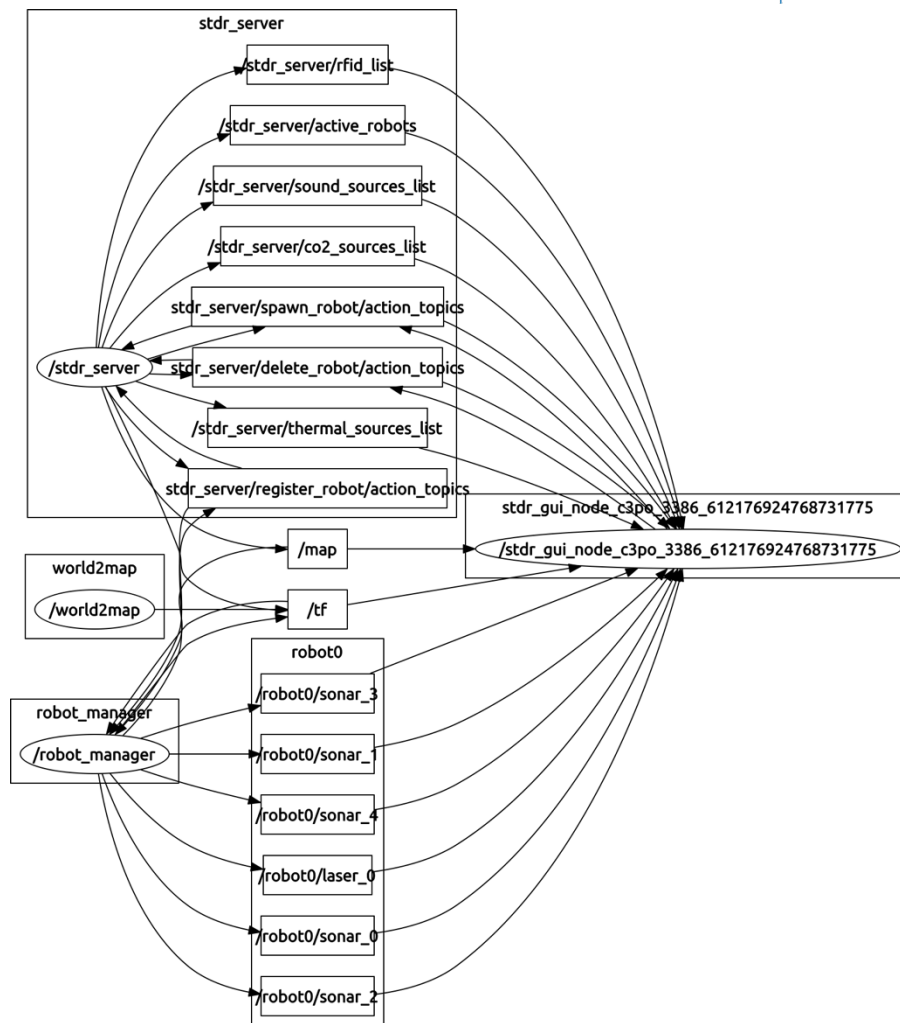 stdr_server
/stdr_server/rfid_list
/stdr_server/active_robots
/stdr_server/sound_sources_list
/stdr_server/co2_sources_list
stdr_server/spawn_robot/action_topics
/stdr_server
stdr_server/delete_robot/action_topics
/stdr_server/thermal_sources_list
stdr_server/register_robot/action_topics
stdr_gui_node_c3po_3386_612176924768731775
/stdr_gui_node_c3po_3386_612176924768731775
/map
world2map
/world2map
/tf
robot0
/robot0/sonar_3
robot_manager
/robot_manager
/robot0/sonar_1
/robot0/sonar_4
/robot0/laser_0
/robot0/sonar_0
/robot0/sonar_2